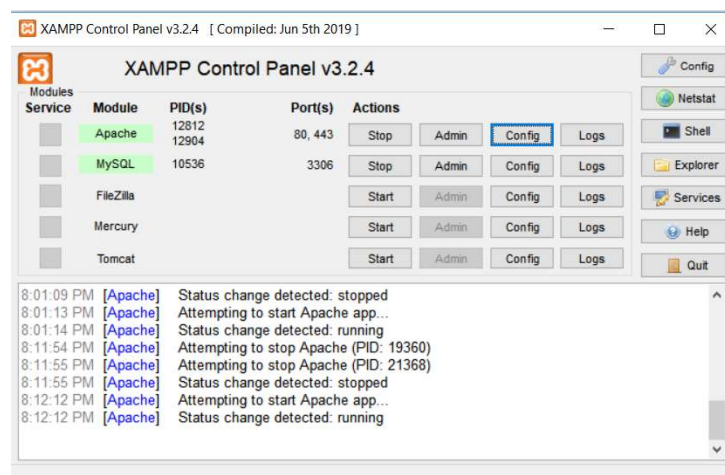 XAMPP Control Panel v3.2.4 [ Compiled: Jun 5th 2019 ]
XAMPP Control Panel v3.2.4
Config
Modules
Service Module PID(s) Port(s) Actions
Netstat
Apache 12812 12904 80, 443 Stop Admin Config Logs
Shell
MySQL 10536 3306 Stop Admin Config Logs
Explorer
FileZilla Start Admin Config Logs
Services
Mercury Start Admin Config Logs
Help
Tomcat Start Admin Config Logs
Quit
8:01:09 PM [Apache] Status change detected: stopped
8:01:13 PM [Apache] Attempting to start Apache app...
8:01:14 PM [Apache] Status change detected: running
8:11:54 PM [Apache] Attempting to stop Apache (PID: 19360)
8:11:55 PM [Apache] Attempting to stop Apache (PID: 21368)
8:11:55 PM [Apache] Status change detected: stopped
8:12:12 PM [Apache] Attempting to start Apache app...
8:12:12 PM [Apache] Status change detected: running